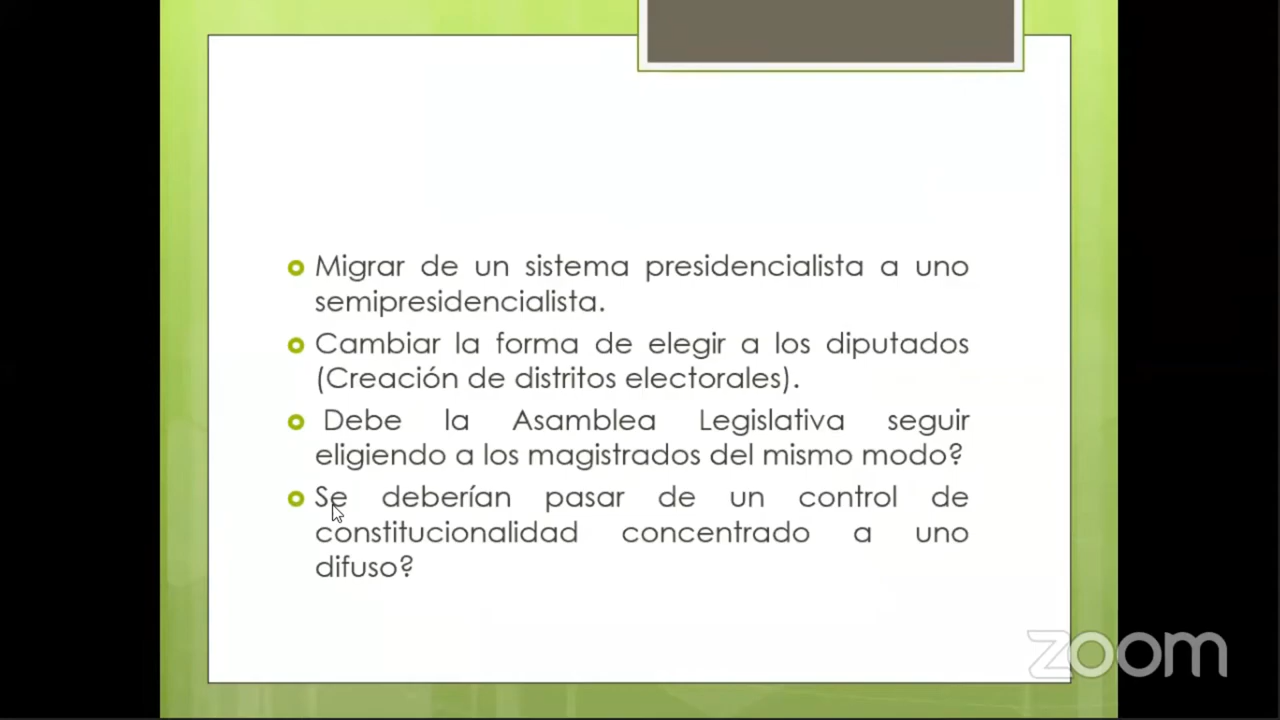 Migrar de un sistema presidencialista a uno
semipresidencialista.
Cambiar la forma de elegir a los diputados
(Creación de distritos electorales).
Debe la Asamblea Legislativa seguir
eligiendo a los magistrados del mismo modo?
Se deberían pasar de un control de
constitucionalidad concentrado a uno
difuso?
zoom